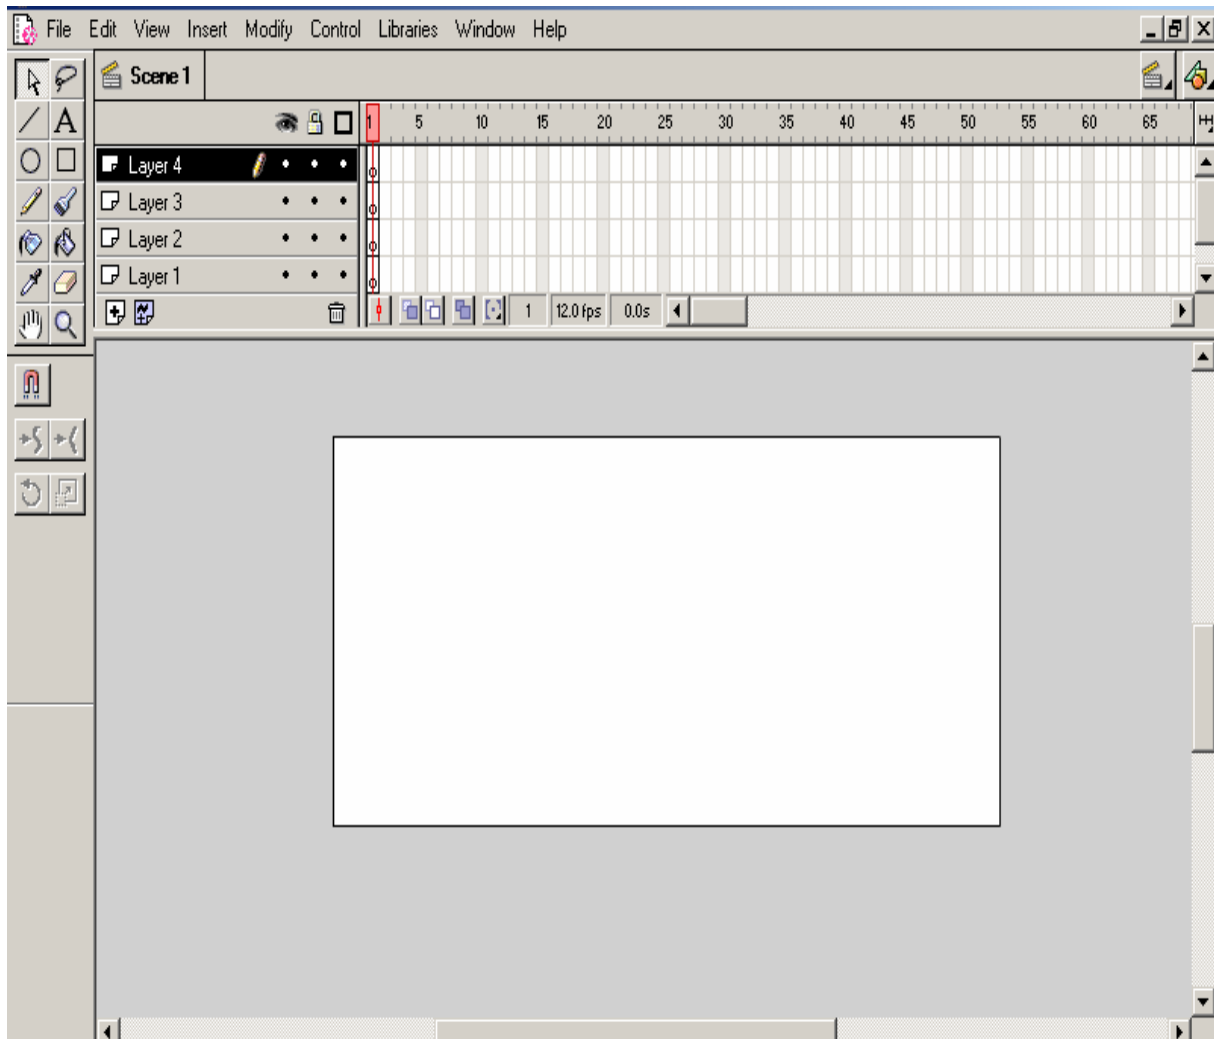 File Edit View Insert Modify Control Libraries Window Help
Scene 1
A
1 5 10 15 20 25 30 35 40 45 50 55 60 65
Layer 4
Layer 3
Layer 2
Layer 1
1 12.0 fps 0.0s